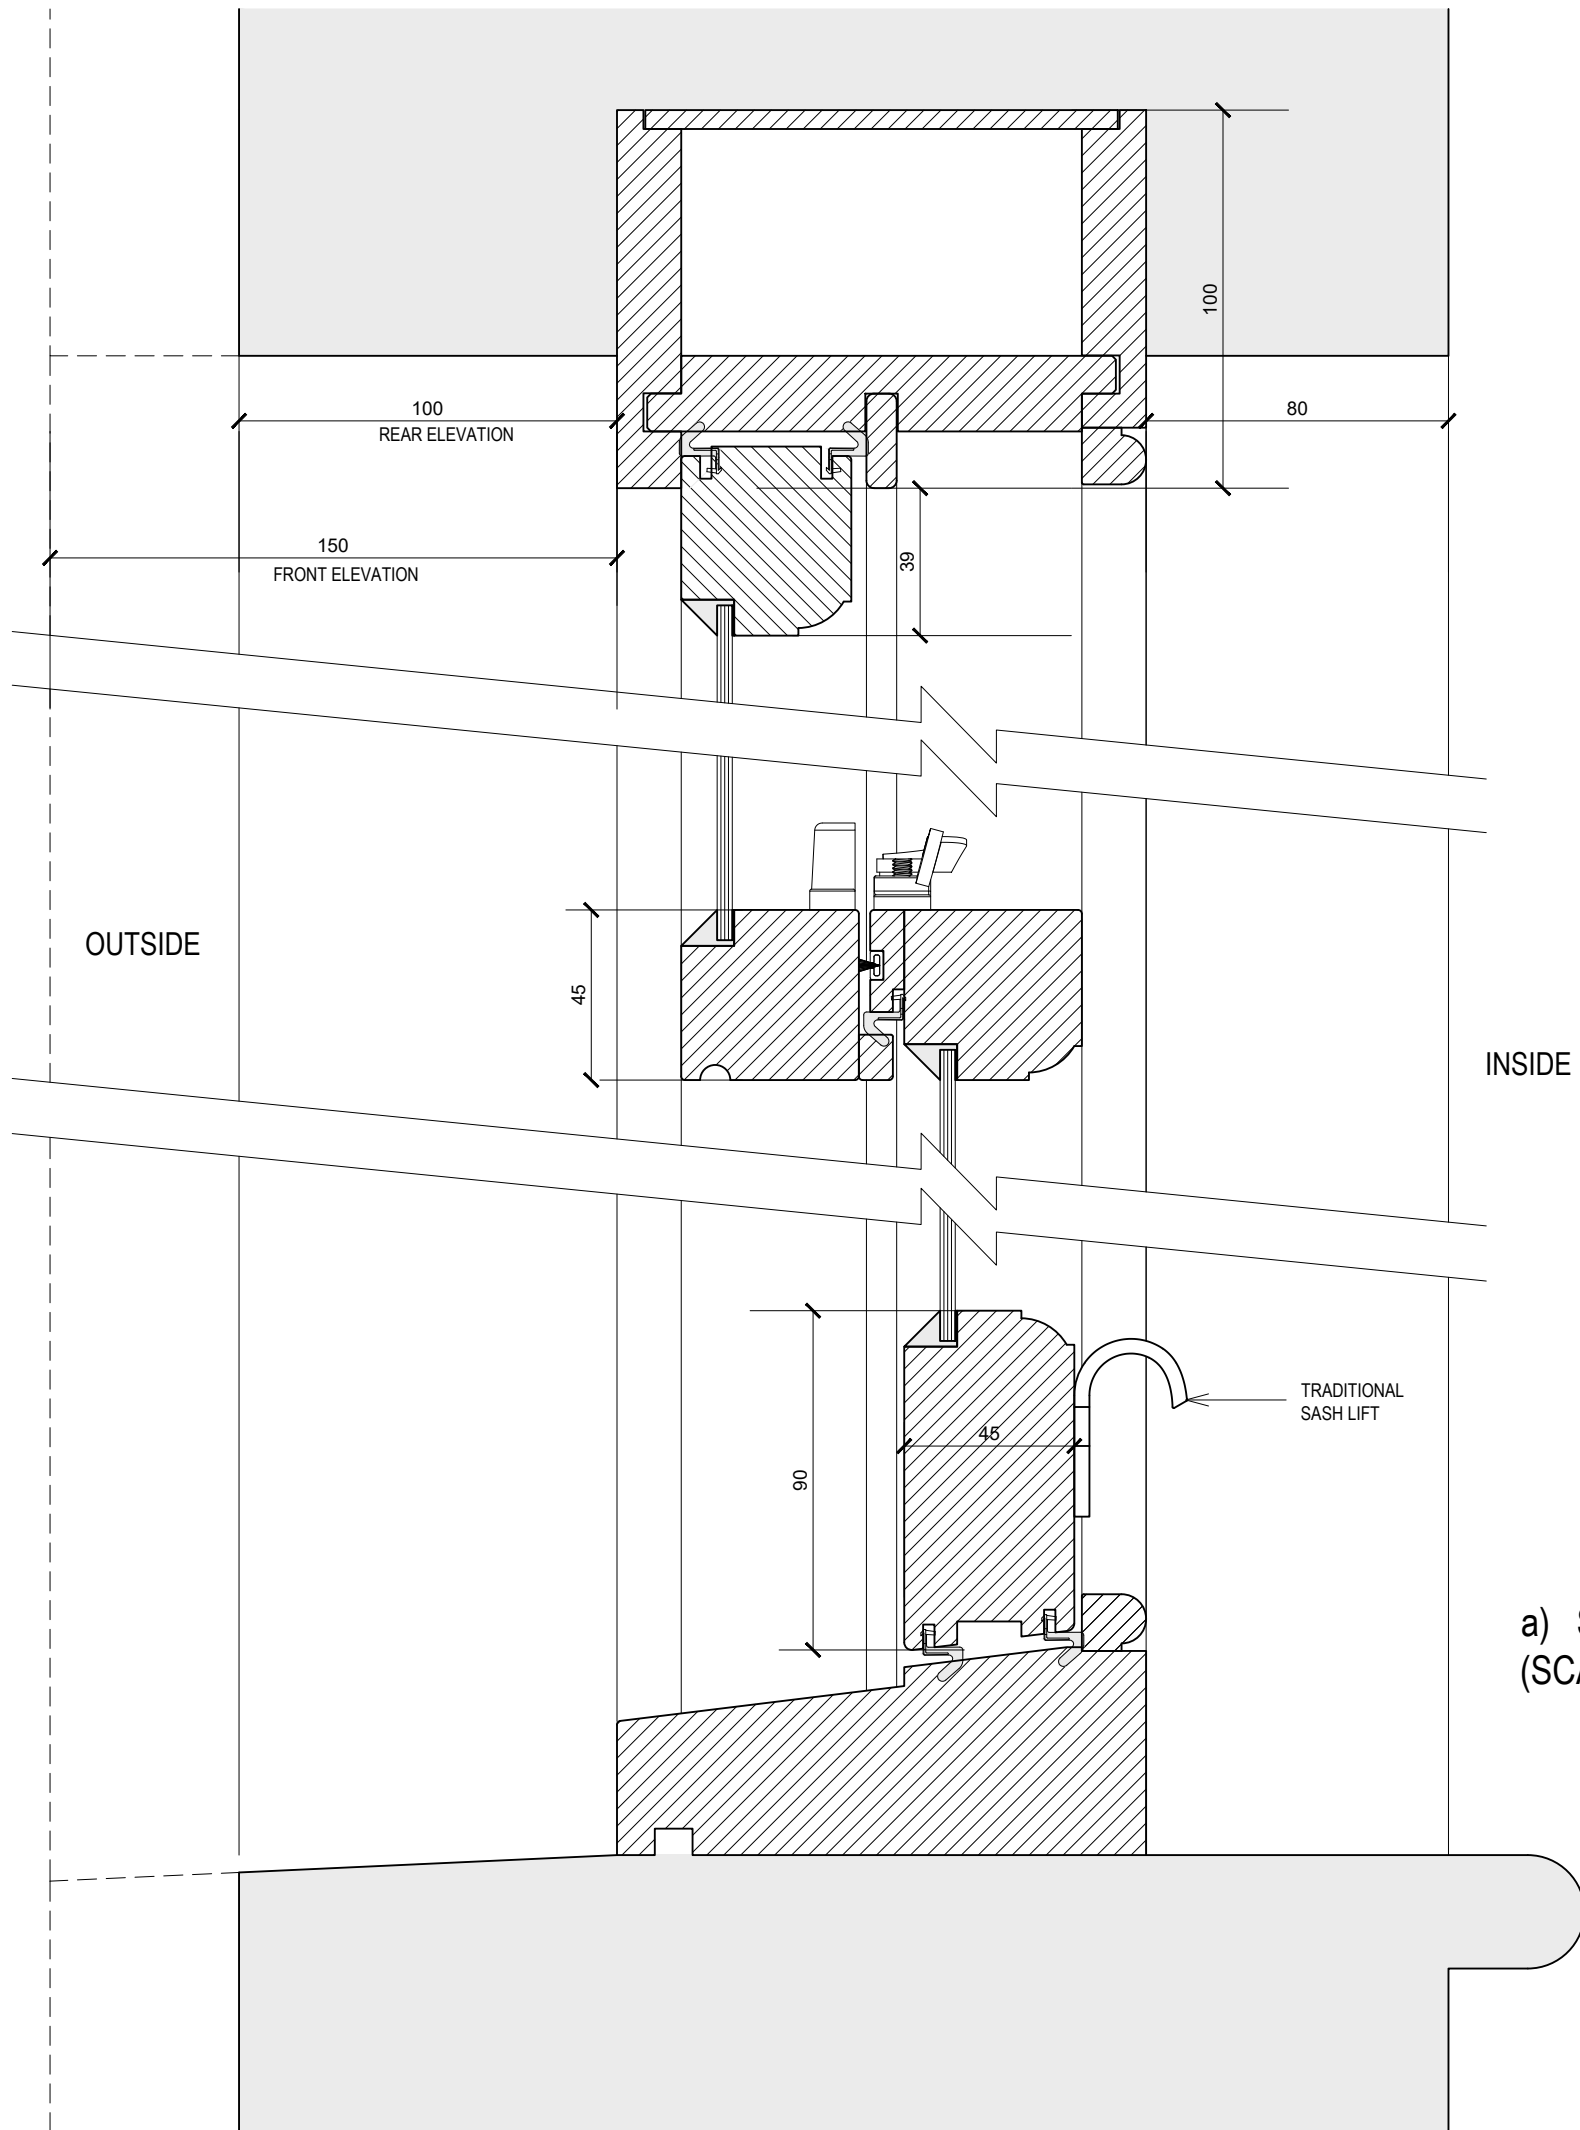 100
100
REAR ELEVATION
80
150
FRONT ELEVATION
39
OUTSIDE
45
INSIDE
TRADITIONAL
SASH LIFT
45
90
a)